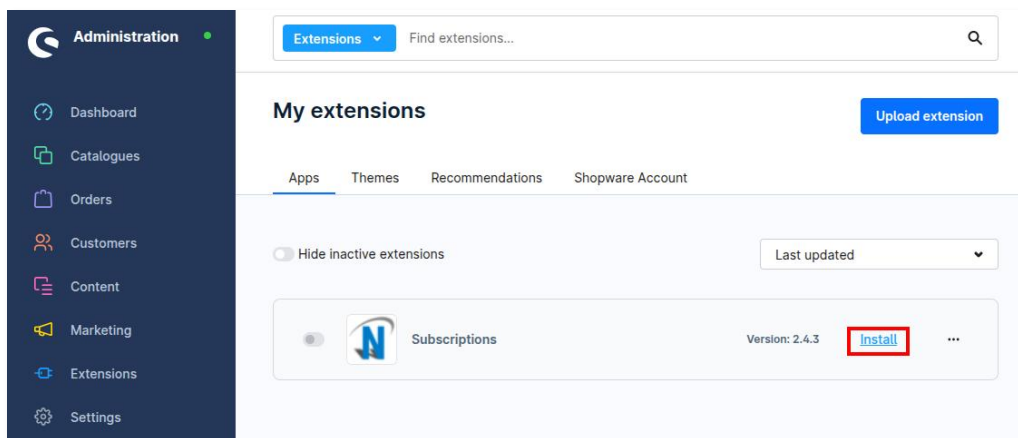 Administration
Extensions
Find extensions...
Dashboard
Catalogues
Orders
Customers
Content
Marketing
Extensions
Settings
My extensions
Upload extension
Apps Themes Recommendations Shopware Account
Hide inactive extensions
Last updated
N
Subscriptions
Version: 2.4.3
Install
...